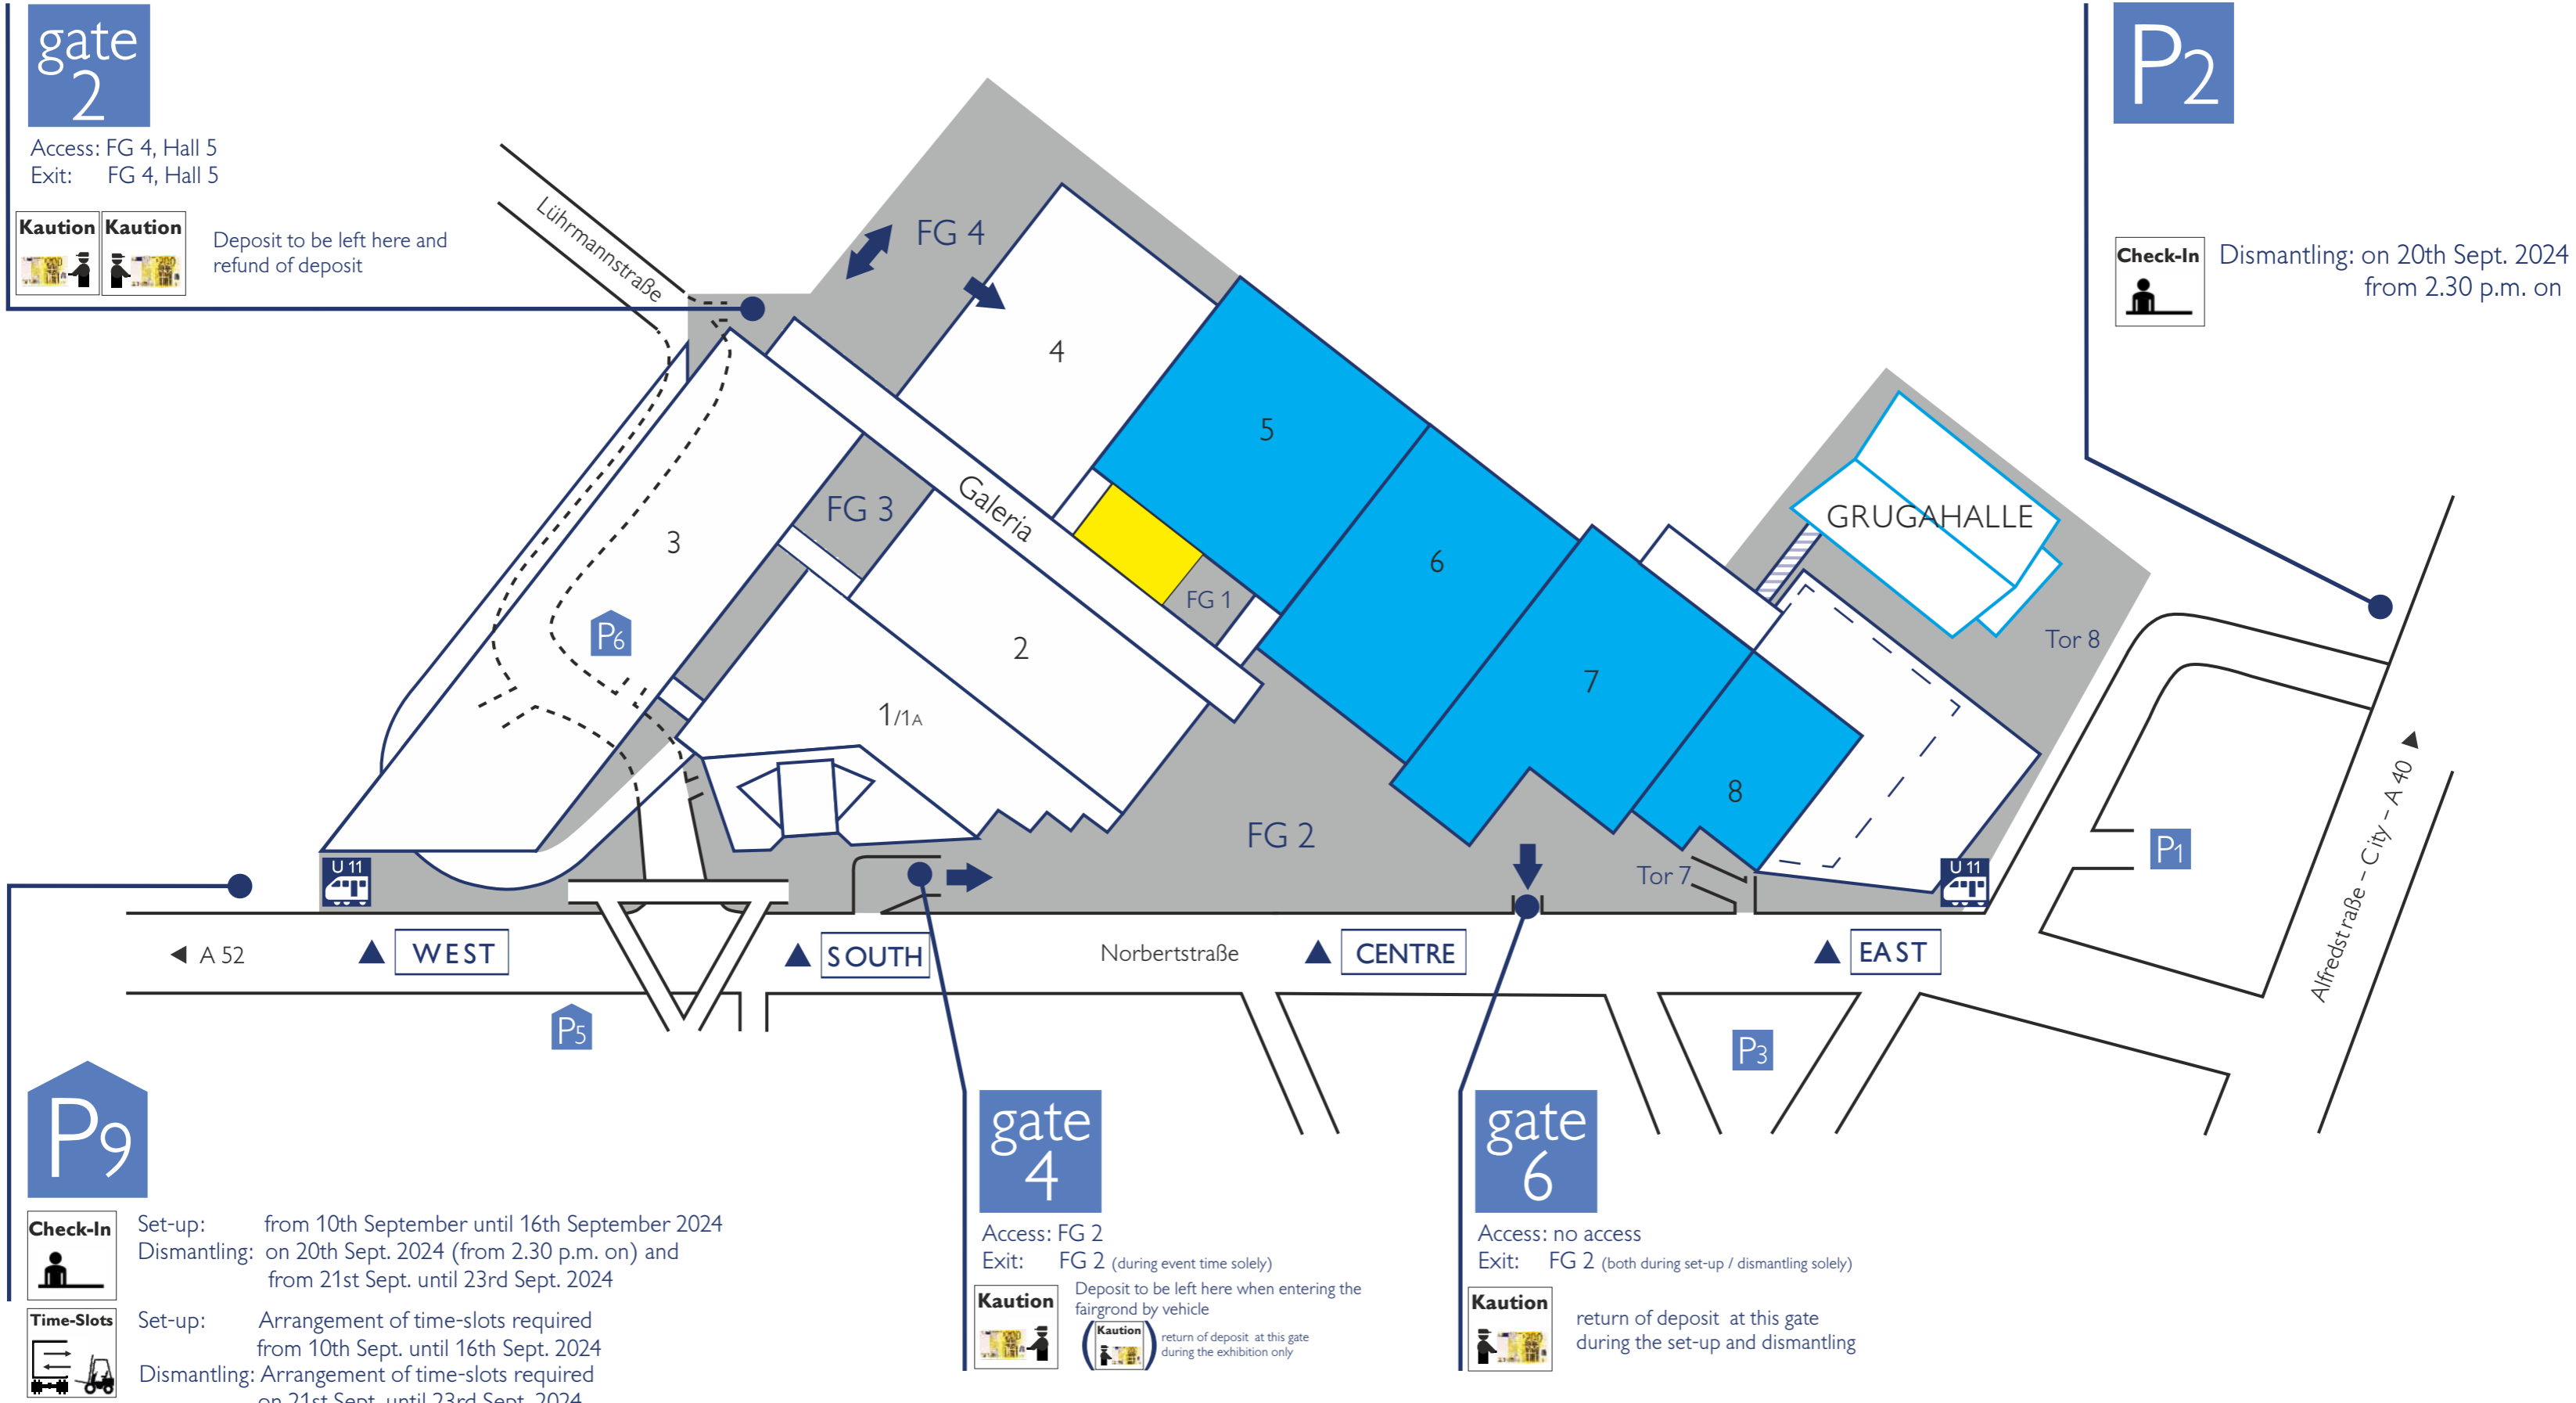 gate
2
Access: FG 4, Hall 5
Exit: FG 4, Hall 5
Kaution
Kaution
Deposit to be left here and
refund of deposit
P2
Check-In
Dismantling: on 20th Sept. 2024
from 2.30 p.m. on
Lührmannstraße
FG 4
4
5
6
7
8
GRUGAHALLE
Tor 8
3
FG 3
Galeria
FG 1
2
P6
1/1A
FG 2
Tor 7
U 11
U 11
P1
Alfredstraße – City – A 40
A 52
WEST
SOUTH
Norbertstraße
CENTRE
EAST
P5
P3
P9
Check-In
Set-up: from 10th September until 16th September 2024
Dismantling: on 20th Sept. 2024 (from 2.30 p.m. on) and
from 21st Sept. until 23rd Sept. 2024
Time-Slots
Set-up: Arrangement of time-slots required
from 10th Sept. until 16th Sept. 2024
Dismantling: Arrangement of time-slots required
on 21st Sept. until 23rd Sept. 2024
gate
4
Access: FG 2
Exit: FG 2 (during event time solely)
Kaution
Deposit to be left here when entering the
fairgrond by vehicle
(Kaution)
return of deposit at this gate
during the exhibition only
gate
6
Access: no access
Exit: FG 2 (both during set-up / dismantling solely)
Kaution
return of deposit at this gate
during the set-up and dismantling